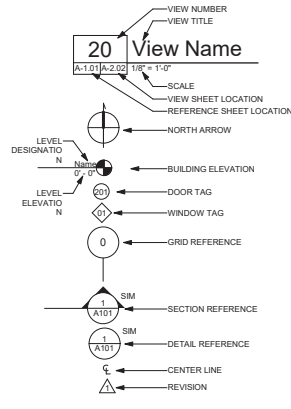 VIEW NUMBER
VIEW TITLE
20 View Name
A-1.01 A-2.02 1/8" = 1'-0"
SCALE
VIEW SHEET LOCATION
REFERENCE SHEET LOCATION
NORTH ARROW
LEVEL
DESIGNATIO
N
Name
0' - 0"
BUILDING ELEVATION
LEVEL
ELEVATIO
N
201 DOOR TAG
01 WINDOW TAG
0 GRID REFERENCE
SIM
1
A101
SECTION REFERENCE
SIM
1
A101
DETAIL REFERENCE
℄ CENTER LINE
1 REVISION